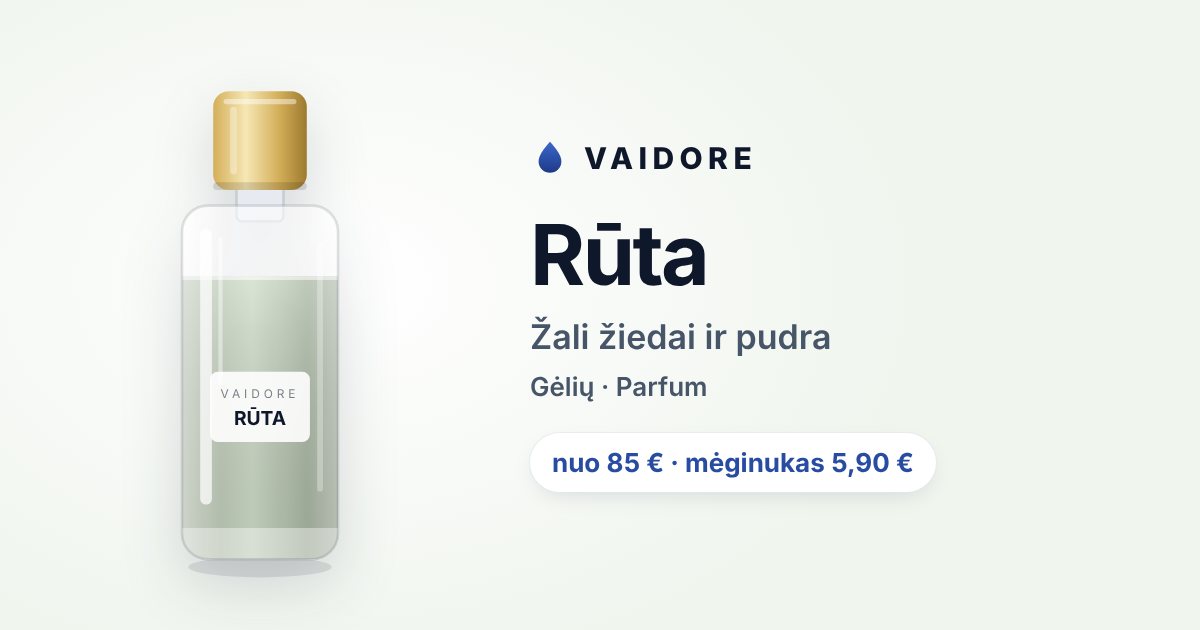 VAIDORE
Rūta
Žali žiedai ir pudra
Gėlių · Parfum
nuo 85 € · mėginukas 5,90 €
VAIDORE
RŪTA